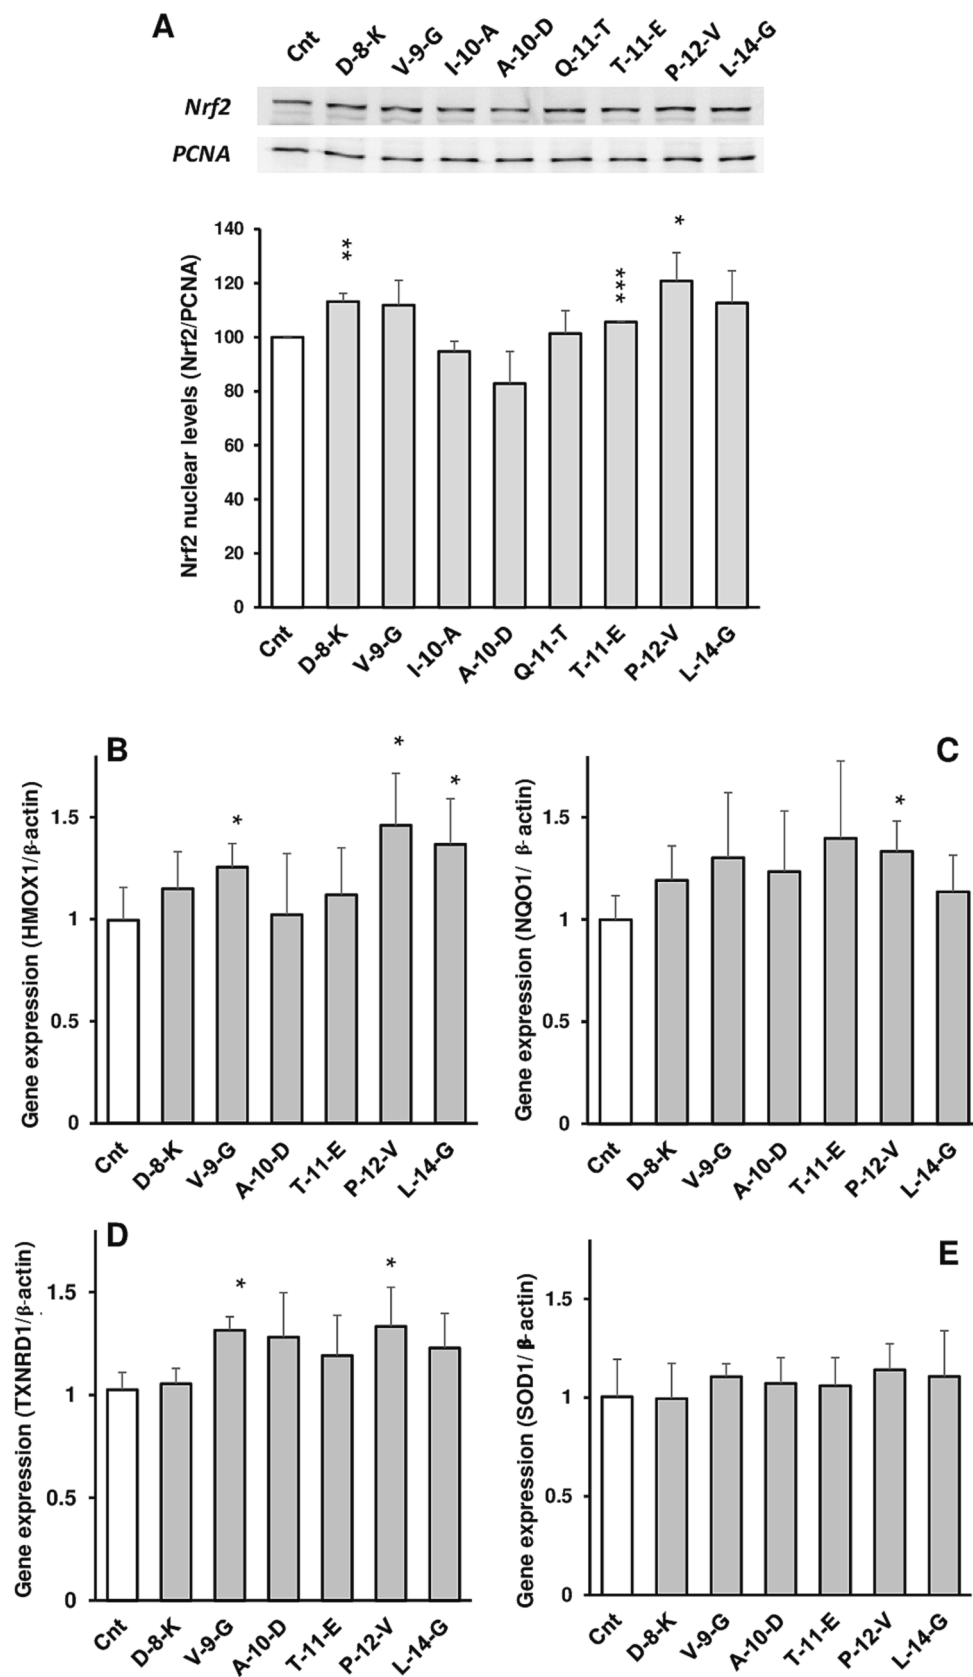 A
Cnt D-8-K V-9-G I-10-A A-10-D Q-11-T T-11-E P-12-V L-14-G
Nrf2
PCNA
Nrf2 nuclear levels (Nrf2/PCNA)
140
120
100
80
60
40
20
0
** *** *
Cnt D-8-K V-9-G I-10-A A-10-D Q-11-T T-11-E P-12-V L-14-G
B
Gene expression (HMOX1/β-actin)
1.5
1
0.5
0
* * *
Cnt D-8-K V-9-G A-10-D T-11-E P-12-V L-14-G
C
Gene expression (NQO1/ β-actin)
1.5
1
0.5
0
*
Cnt D-8-K V-9-G A-10-D T-11-E P-12-V L-14-G
D
Gene expression (TXNRD1/β-actin)
1.5
1
0.5
0
* *
Cnt D-8-K V-9-G A-10-D T-11-E P-12-V L-14-G
E
Gene expression (SOD1/ β-actin)
1.5
1
0.5
0
Cnt D-8-K V-9-G A-10-D T-11-E P-12-V L-14-G